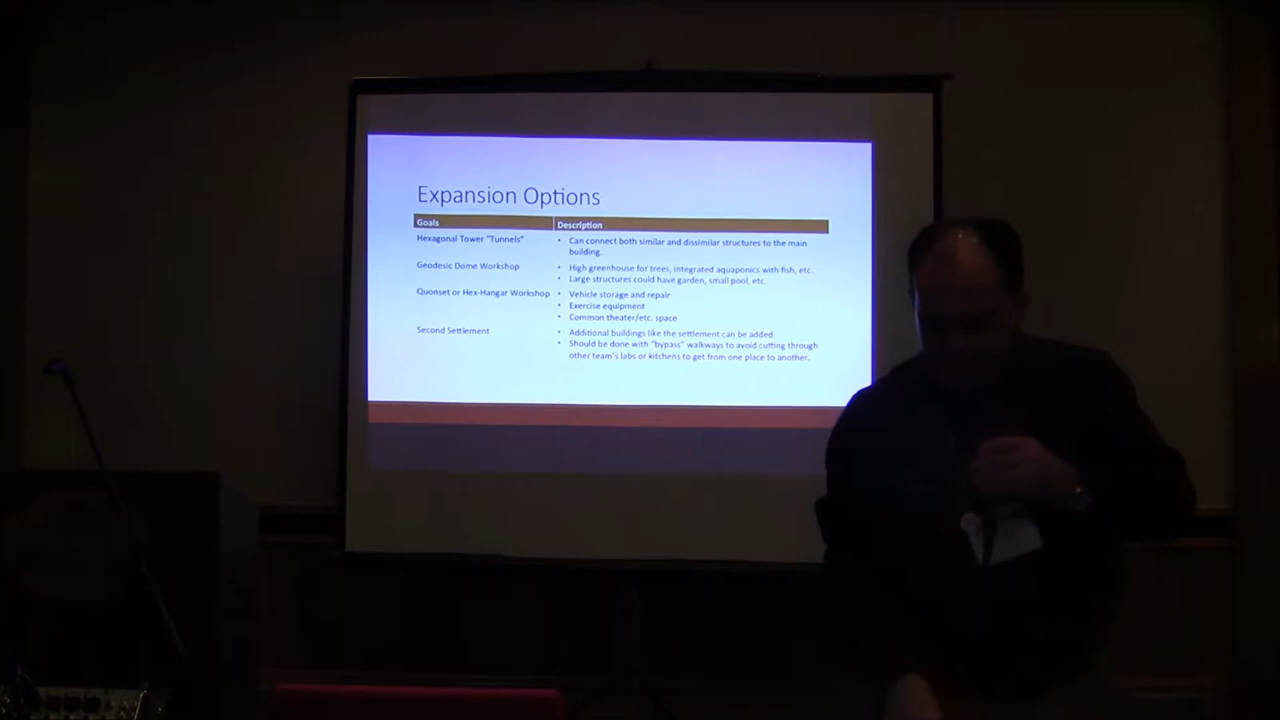 Expansion Options
Goals
Description
Hexagonal Tower "Tunnels"
• Can connect both similar and dissimilar structures to the main
building.
Geodesic Dome Workshop
• High greenhouse for trees, integrated aquaponics with fish, etc.
• Large structures could have garden, small pool, etc.
Quonset or Hex-Hangar Workshop
• Vehicle storage and repair
• Exercise equipment
• Common theater/etc. space
Second Settlement
• Additional buildings like the settlement can be added.
• Should be done with "bypass" walkways to avoid cutting through
other team's labs or kitchens to get from one place to another.